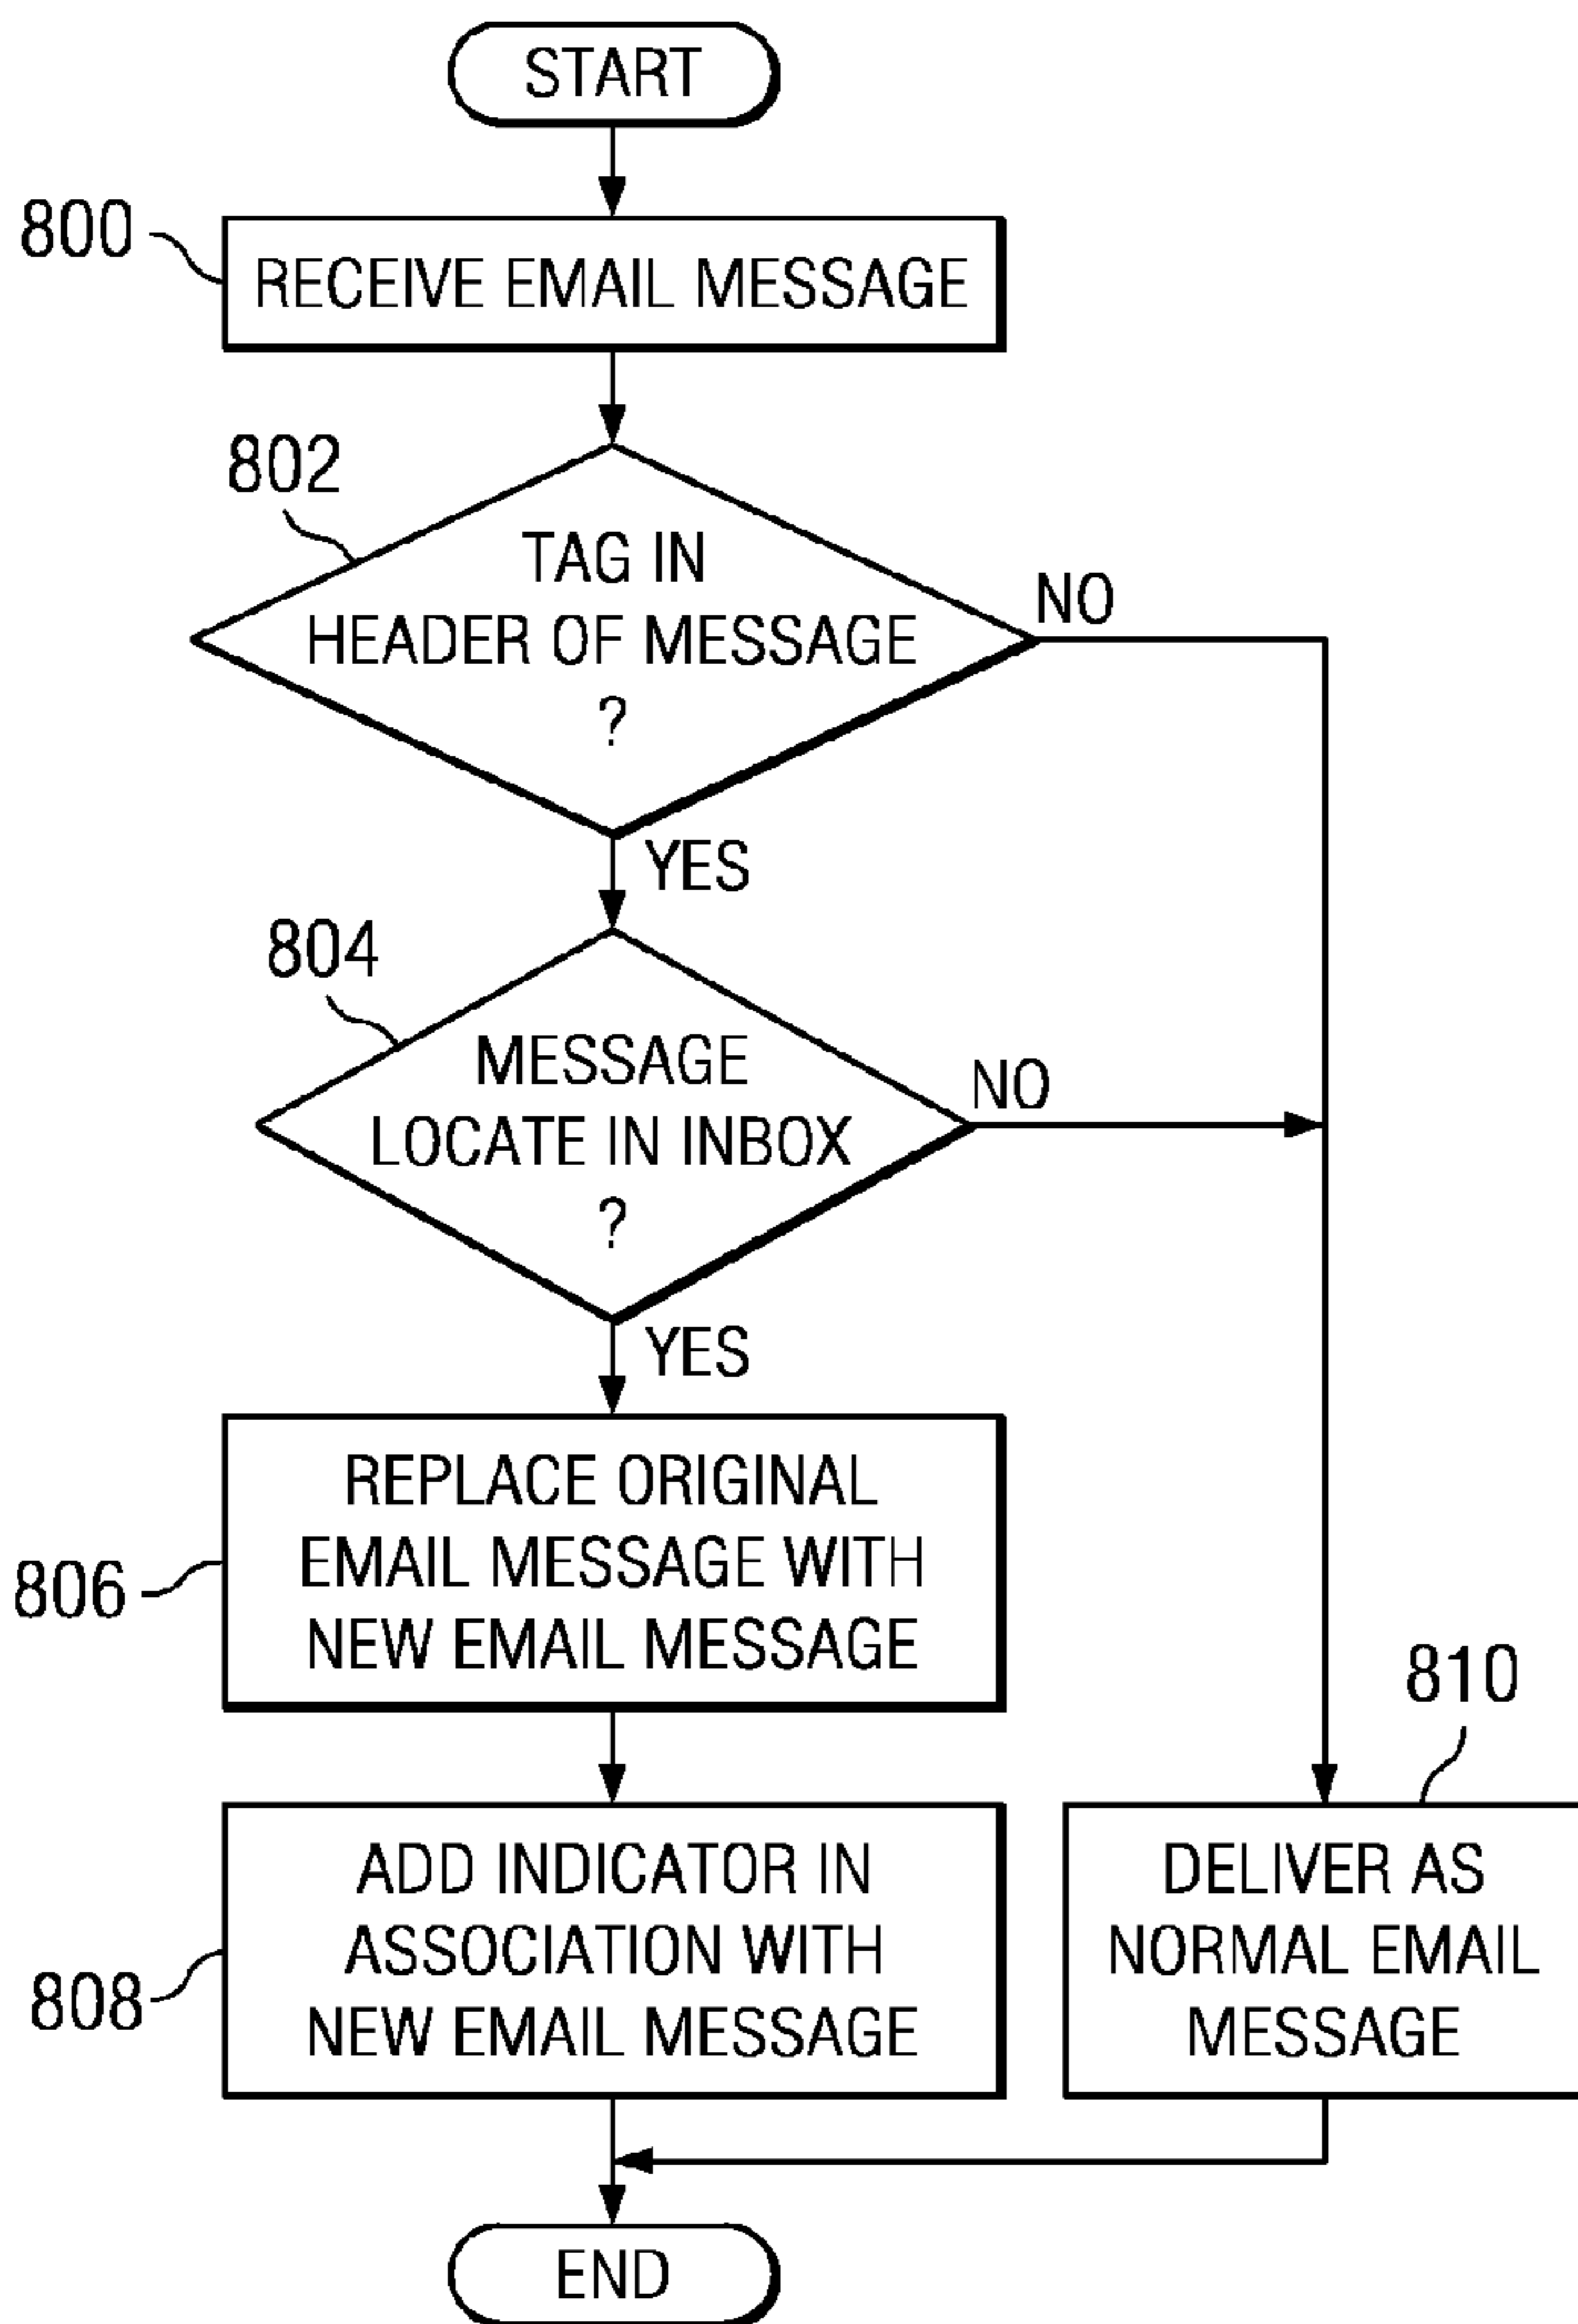 START
800
RECEIVE EMAIL MESSAGE
802
TAG IN
HEADER OF MESSAGE
?
NO
YES
804
MESSAGE
LOCATE IN INBOX
?
NO
YES
806
REPLACE ORIGINAL
EMAIL MESSAGE WITH
NEW EMAIL MESSAGE
808
ADD INDICATOR IN
ASSOCIATION WITH
NEW EMAIL MESSAGE
810
DELIVER AS
NORMAL EMAIL
MESSAGE
END